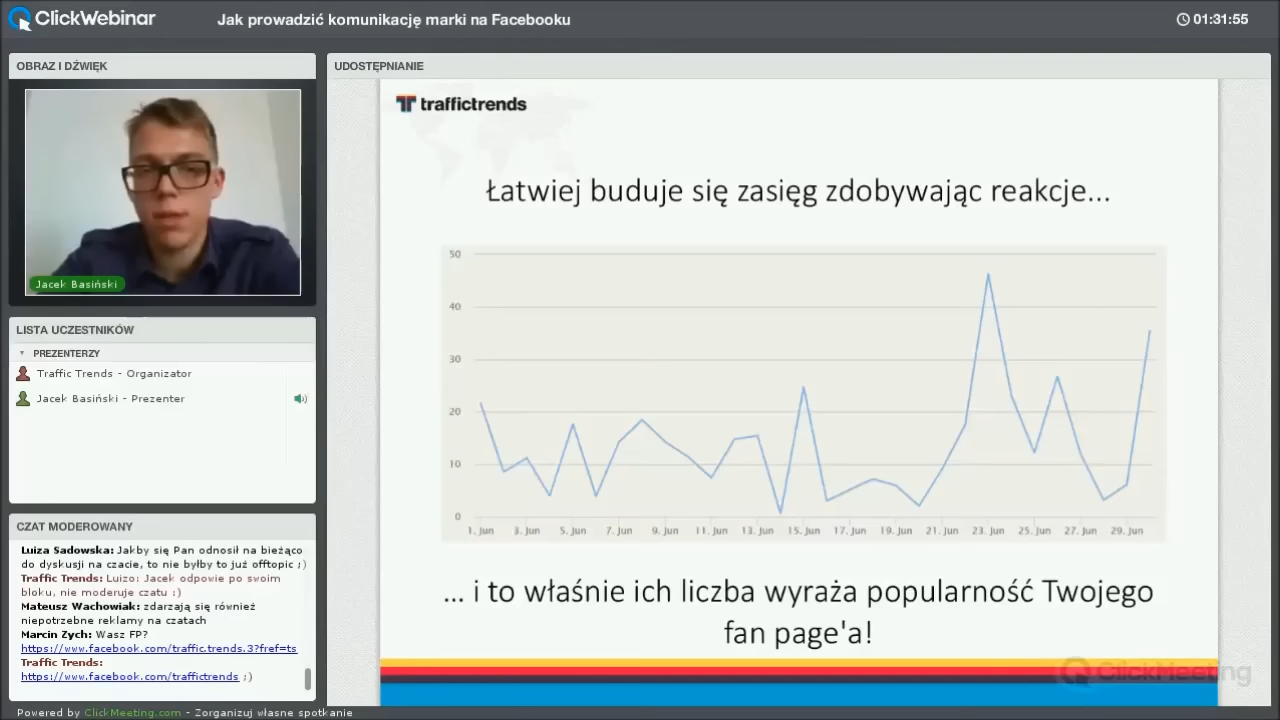 ClickWebinar
Jak prowadzić komunikację marki na Facebooku
01:31:55
OBRAZ I DŹWIĘK
Jacek Basiński
LISTA UCZESTNIKÓW
PREZENTERZY
Traffic Trends - Organizator
Jacek Basiński - Prezenter
CZAT MODEROWANY
Luiza Sadowska: Jakby się Pan odnosił na bieżąco
do dyskusji na czacie, to nie byłby to już offtopic ;)
Traffic Trends: Luizo: Jacek odpowie po swoim
bloku, nie moderuje czatu :)
Mateusz Wachowiak: zdarzają się również
niepotrzebne reklamy na czatach
Marcin Zych: Wasz FP?
https://www.facebook.com/traffic.trends.3?fref=ts
Traffic Trends:
https://www.facebook.com/traffictrends ;)
UDOSTĘPNIANIE
traffictrends
Łatwiej buduje się zasięg zdobywając reakcje...
50
40
30
20
10
0
1. Jun 3. Jun 5. Jun 7. Jun 9. Jun 11. Jun 13. Jun 15. Jun 17. Jun 19. Jun 21. Jun 23. Jun 25. Jun 27. Jun 29. Jun
... i to właśnie ich liczba wyraża popularność Twojego
fan page'a!
ClickMeeting
Powered by ClickMeeting.com - Zorganizuj własne spotkanie